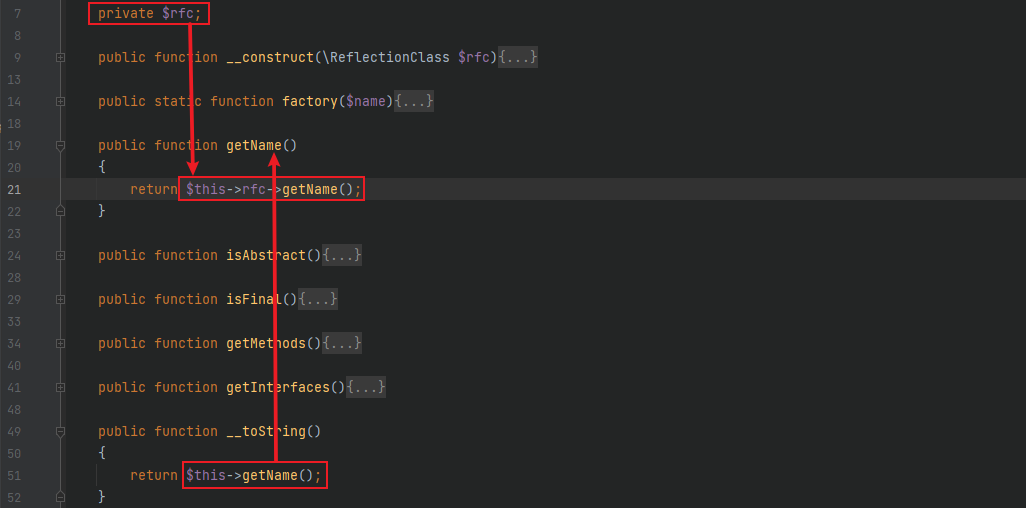 7 private $rfc;
8
9 public function __construct(\ReflectionClass $rfc){...}
13
14 public static function factory($name){...}
18
19 public function getName()
20 {
21 return $this->rfc->getName();
22 }
23
24 public function isAbstract(){...}
28
29 public function isFinal(){...}
33
34 public function getMethods(){...}
40
41 public function getInterfaces(){...}
48
49 public function __toString()
50 {
51 return $this->getName();
52 }